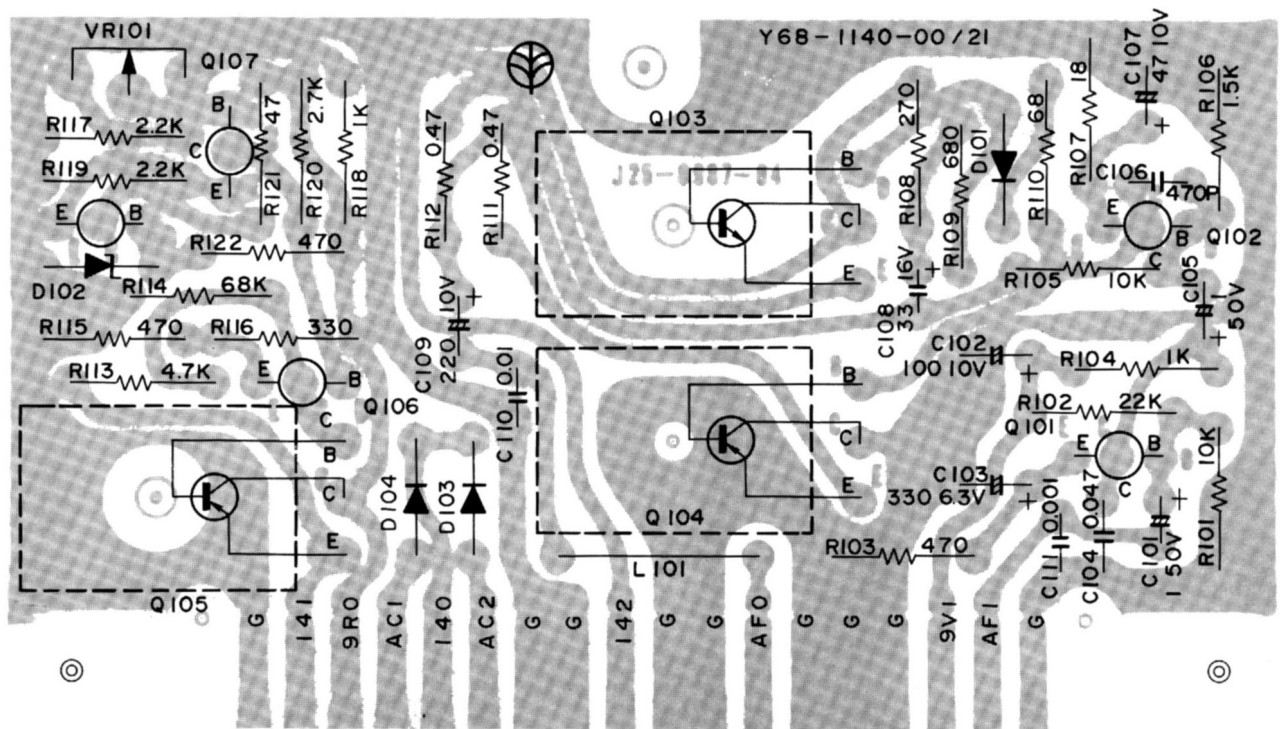 VR101
Q107
Y68-1140-00/21
R117 2.2K
R119 2.2K
B
C
E
R121 47
R120 2.7K
R118 1K
E B
D102
R122 470
R114 68K
R115 470
R116 330
R113 4.7K
E B
C
Q106
R112 0.47
R111 0.47
C109
220 10V +
C110 0.01
Q103
J25-
-04
B
C
E
R108 270
R109 680
D101
R110 68
R107 18
C107
47 10V
+
R106
1.5K
C106
470P
E B
C
Q102
R105 10K
C105
1 50V
+
C108
33 16V +
C102
100 10V +
R104 1K
R102 22K
Q101
E B
C
C103
330 6.3V +
R101 10K
C101
1 50V +
C104 0.047
C111 0.001
R103 470
B
C
E
Q104
L101
B
C
E
Q105
D104
D103
G
141
9R0
AC1
140
AC2
G
G
142
G
G
AF0
G
G
G
9V1
AF1
G